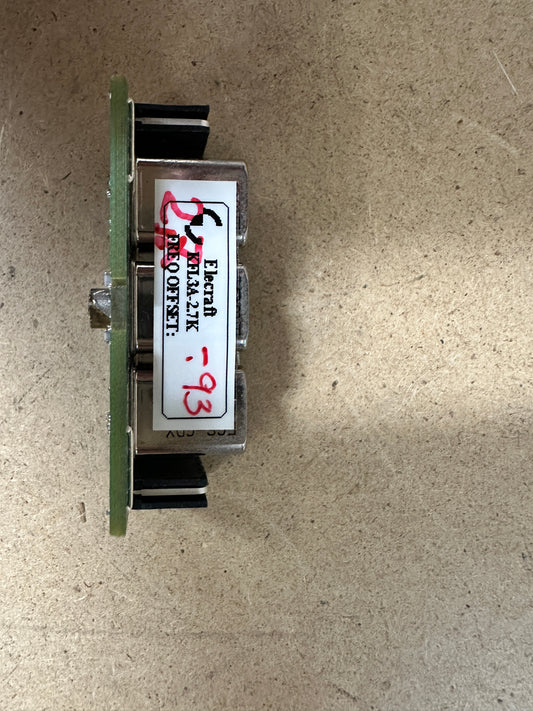 Elecraft
KFL3A-2.7K
FREQ OFFSET:
-.93